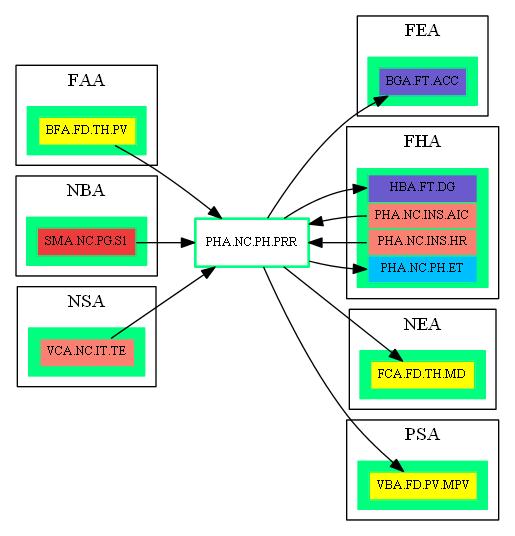 FAA
BFA.FD.TH.PV
NBA
SMA.NC.PG.S1
NSA
VCA.NC.IT.TE
PHA.NC.PH.PRR
FEA
BGA.FT.ACC
FHA
HBA.FT.DG
PHA.NC.INS.AIC
PHA.NC.INS.HR
PHA.NC.PH.ET
NEA
FCA.FD.TH.MD
PSA
VBA.FD.PV.MPV